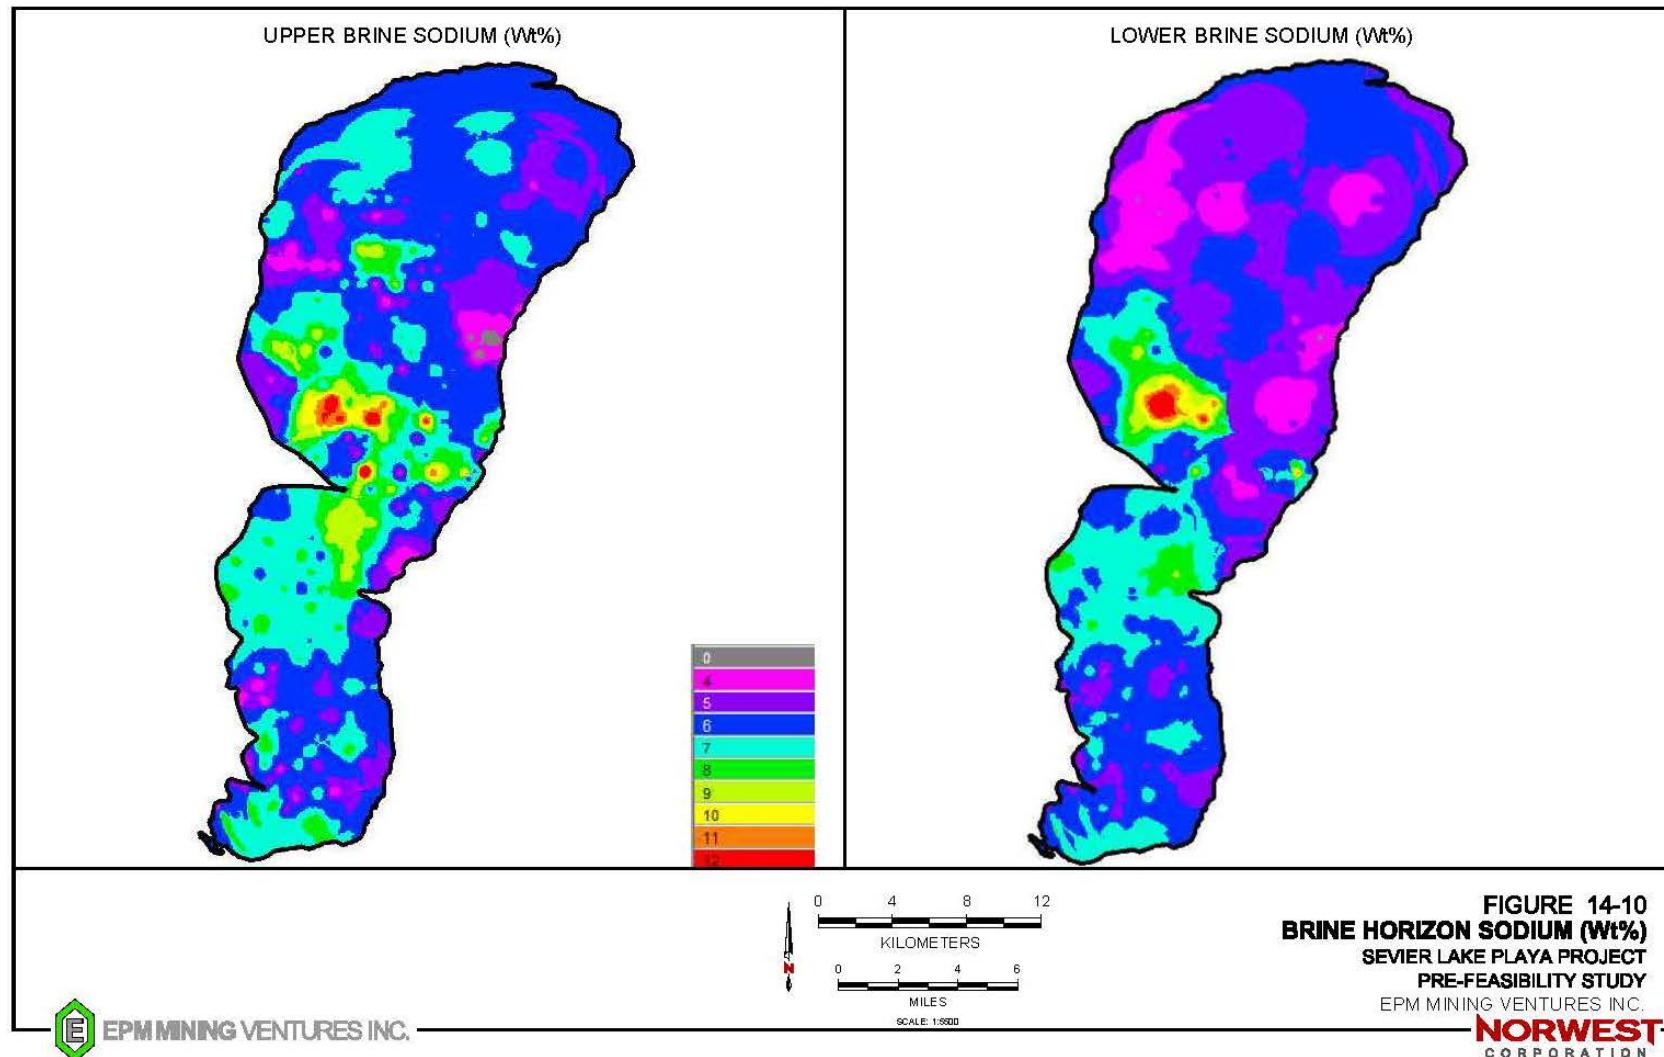 UPPER BRINE SODIUM (Wt%)
LOWER BRINE SODIUM (Wt%)
0
4
5
6
7
8
9
10
11
12
0 4 8 12
KILOMETERS
N
0 2 4 6
MILES
SCALE: 1:5500
FIGURE 14-10
BRINE HORIZON SODIUM (Wt%)
SEVIER LAKE PLAYA PROJECT
PRE-FEASIBILITY STUDY
EPM MINING VENTURES INC.
NORWEST
CORPORATION
E EPM MINING VENTURES INC.